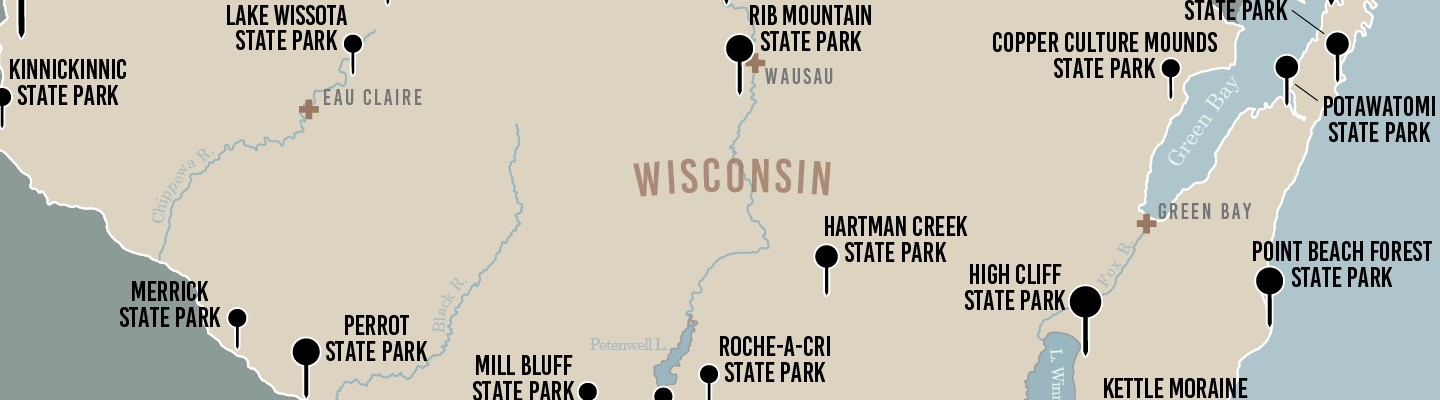 LAKE WISSOTA
STATE PARK
RIB MOUNTAIN
STATE PARK
STATE PARK
COPPER CULTURE MOUNDS
STATE PARK
KINNICKINNIC
STATE PARK
WAUSAU
EAU CLAIRE
POTAWATOMI
STATE PARK
Green Bay
Chippewa R.
WISCONSIN
GREEN BAY
HARTMAN CREEK
STATE PARK
POINT BEACH FOREST
STATE PARK
Fox R.
HIGH CLIFF
STATE PARK
MERRICK
STATE PARK
Black R.
PERROT
STATE PARK
Petenwell L.
ROCHE-A-CRI
STATE PARK
MILL BLUFF
STATE PARK
L. Winn
KETTLE MORAINE